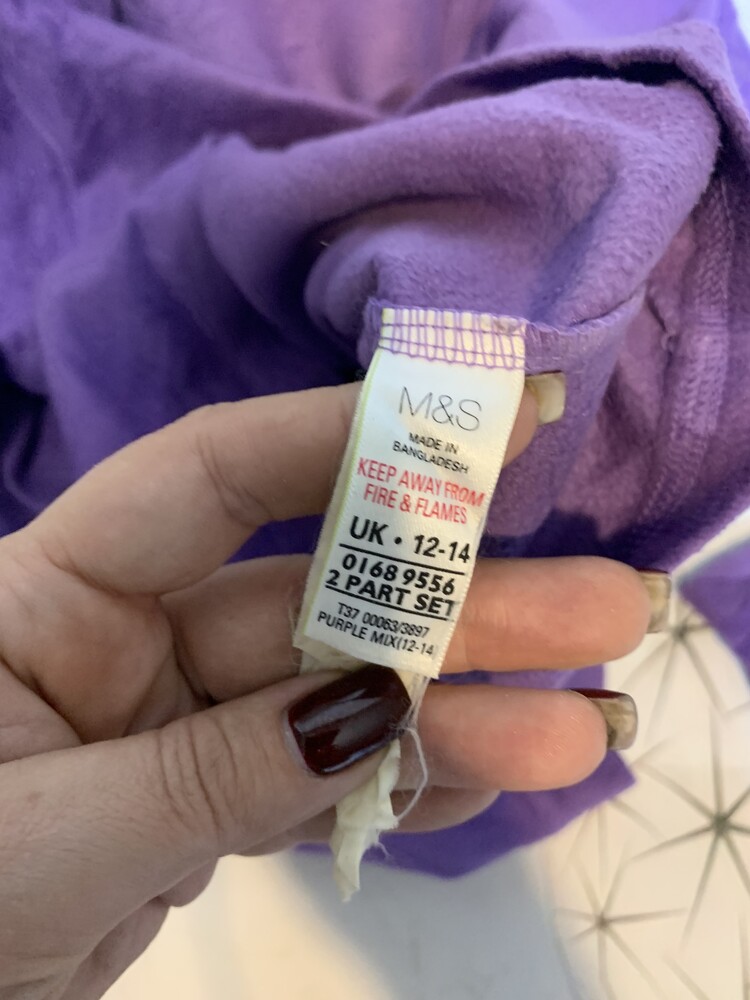 M&S
MADE IN
BANGLADESH
KEEP AWAY FROM
FIRE & FLAMES
UK • 12-14
0168 9556
2 PART SET
T37 00063/3897
PURPLE MIX(12-14